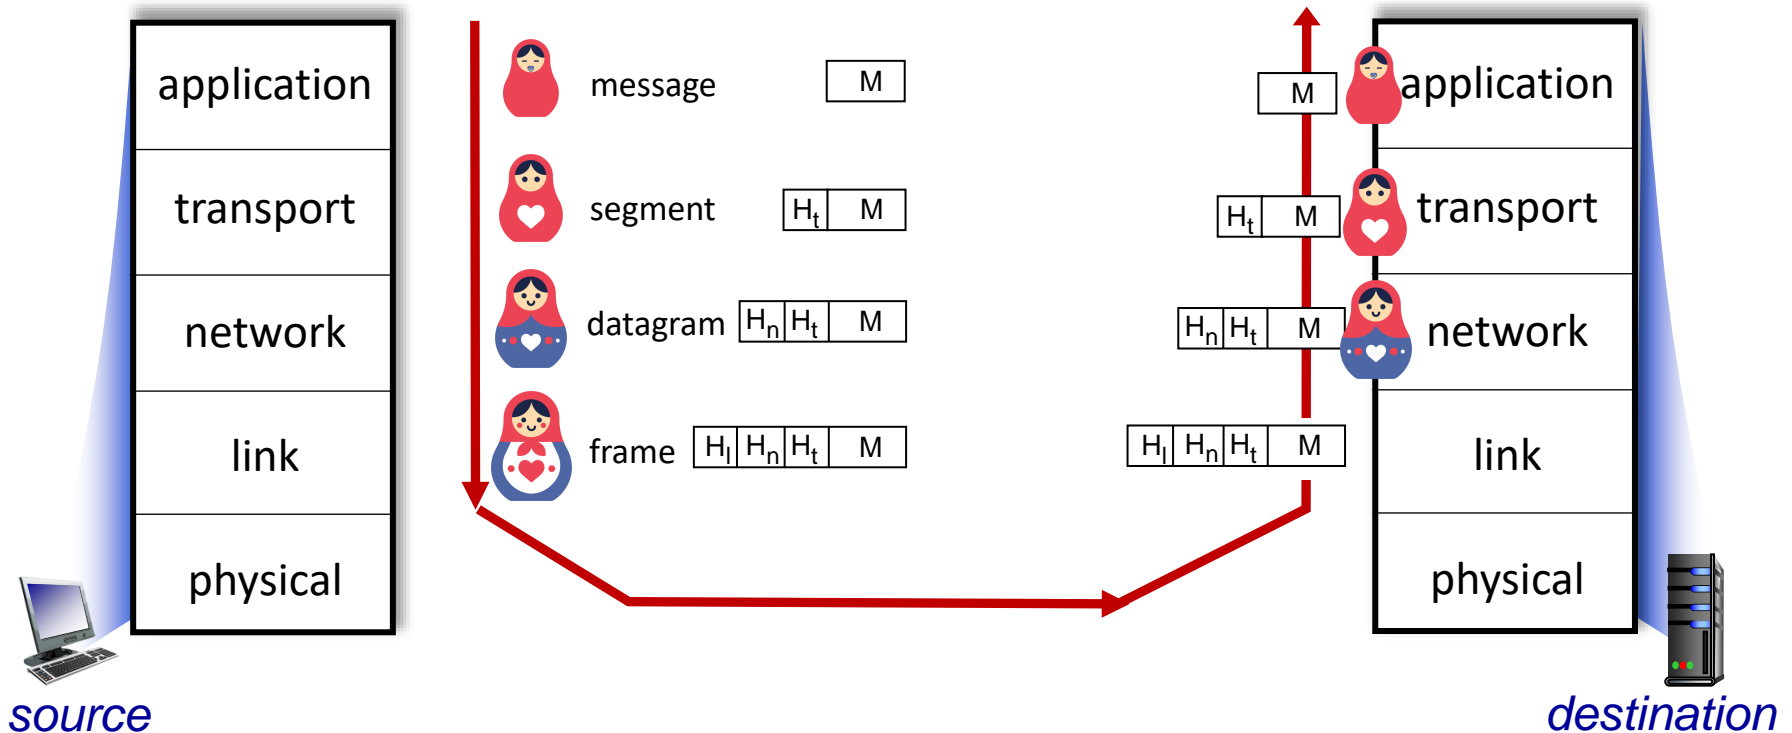 application
transport
network
link
physical
source
message M
segment Hₜ M
datagram Hₙ Hₜ M
frame Hₗ Hₙ Hₜ M
M
Hₜ M
Hₙ Hₜ M
Hₗ Hₙ Hₜ M
application
transport
network
link
physical
destination